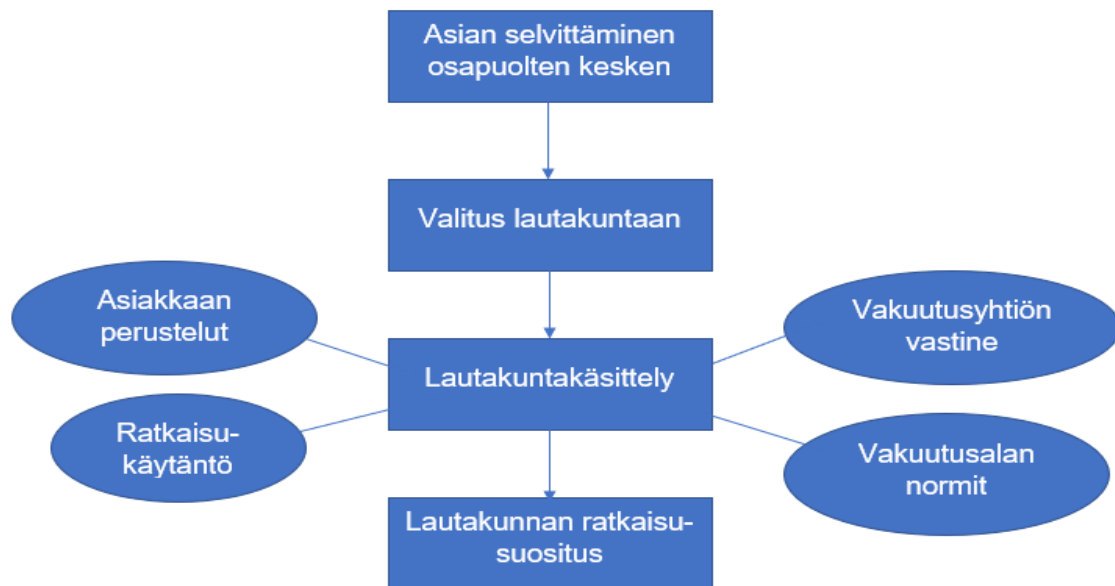 Asian selvittäminen
osapuolten kesken
Valitus lautakuntaan
Asiakkaan
perustelut
Vakuutusyhtiön
vastine
Lautakuntakäsittely
Ratkaisu-
käytäntö
Vakuutusalan
normit
Lautakunnan ratkaisu-
suositus